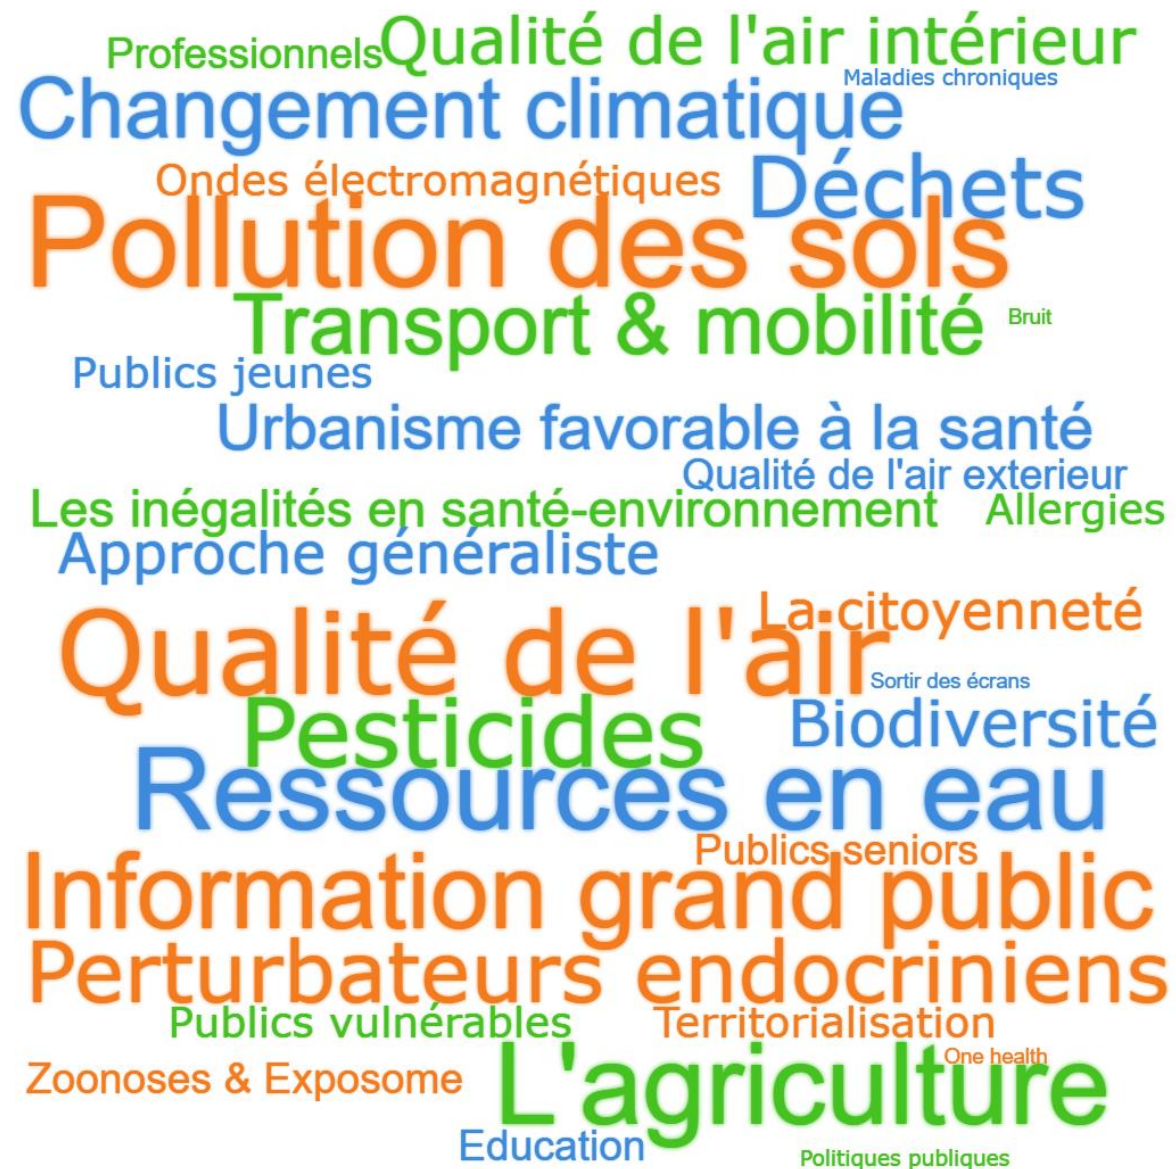 Professionnels
Qualité de l'air intérieur
Maladies chroniques
Changement climatique
Ondes électromagnétiques
Déchets
Pollution des sols
Transport & mobilité
Bruit
Publics jeunes
Urbanisme favorable à la santé
Qualité de l'air exterieur
Les inégalités en santé-environnement
Allergies
Approche généraliste
La citoyenneté
Qualité de l'air
Sortir des écrans
Pesticides
Biodiversité
Ressources en eau
Publics seniors
Information grand public
Perturbateurs endocriniens
Publics vulnérables
Territorialisation
One health
Zoonoses & Exposome
L'agriculture
Education
Politiques publiques